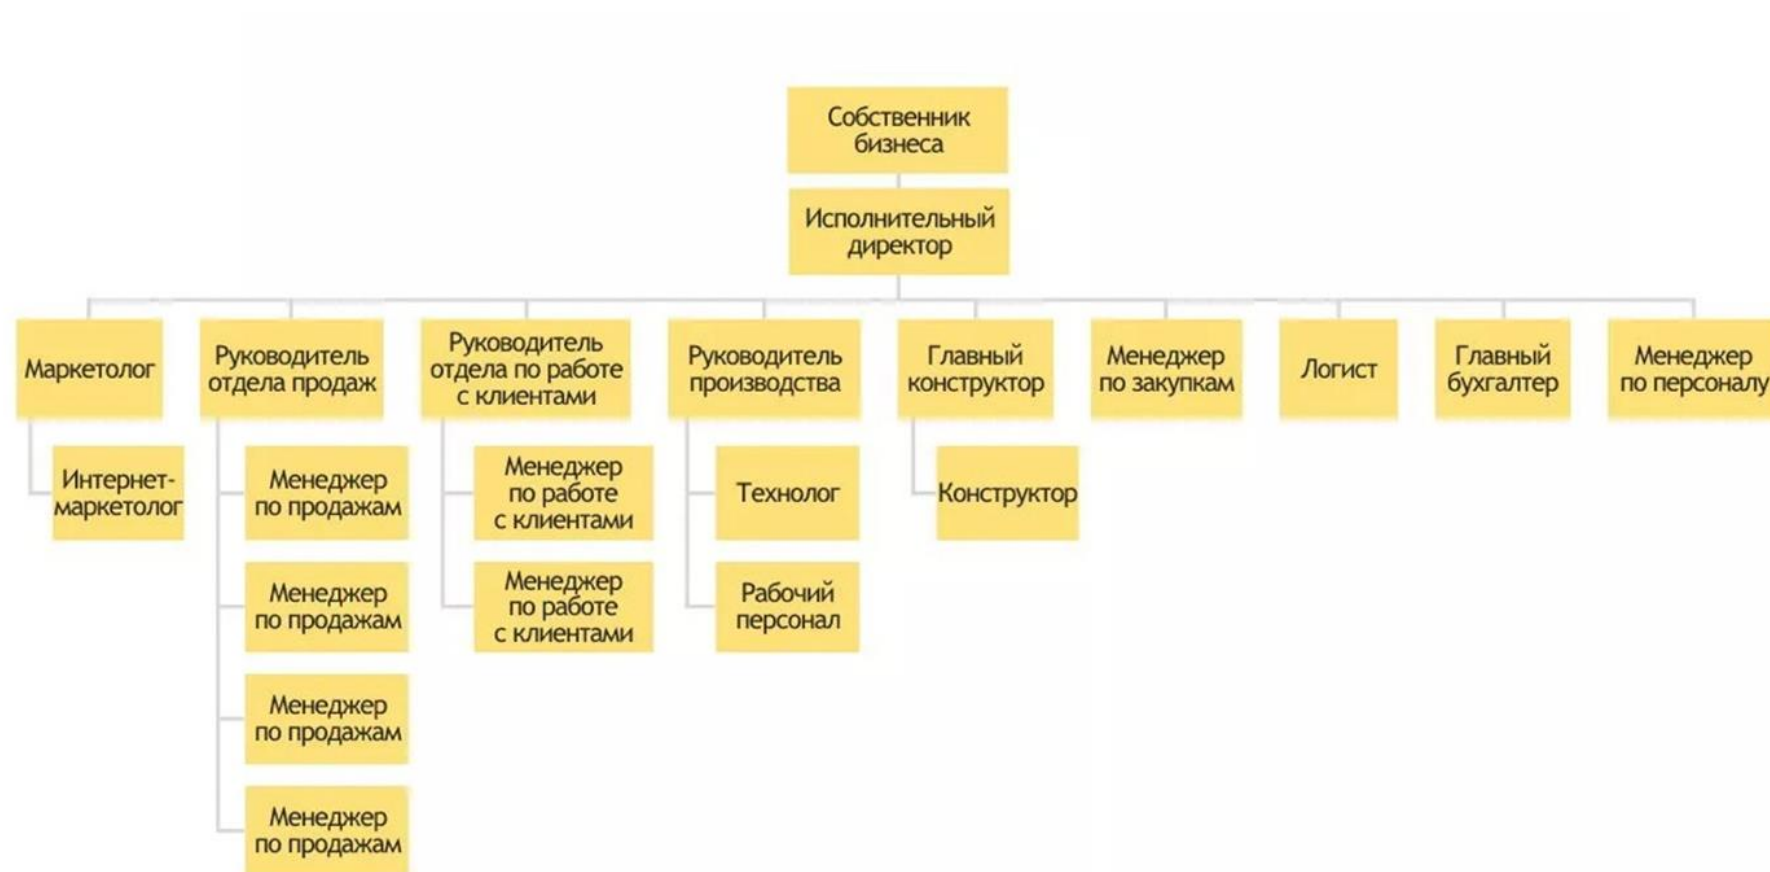 Собственник
бизнеса
Исполнительный
директор
Маркетолог
Руководитель
отдела продаж
Руководитель
отдела по работе
с клиентами
Руководитель
производства
Главный
конструктор
Менеджер
по закупкам
Логист
Главный
бухгалтер
Менеджер
по персоналу
Интернет-
маркетолог
Менеджер
по продажам
Менеджер
по работе
с клиентами
Технолог
Конструктор
Менеджер
по продажам
Менеджер
по работе
с клиентами
Рабочий
персонал
Менеджер
по продажам
Менеджер
по продажам